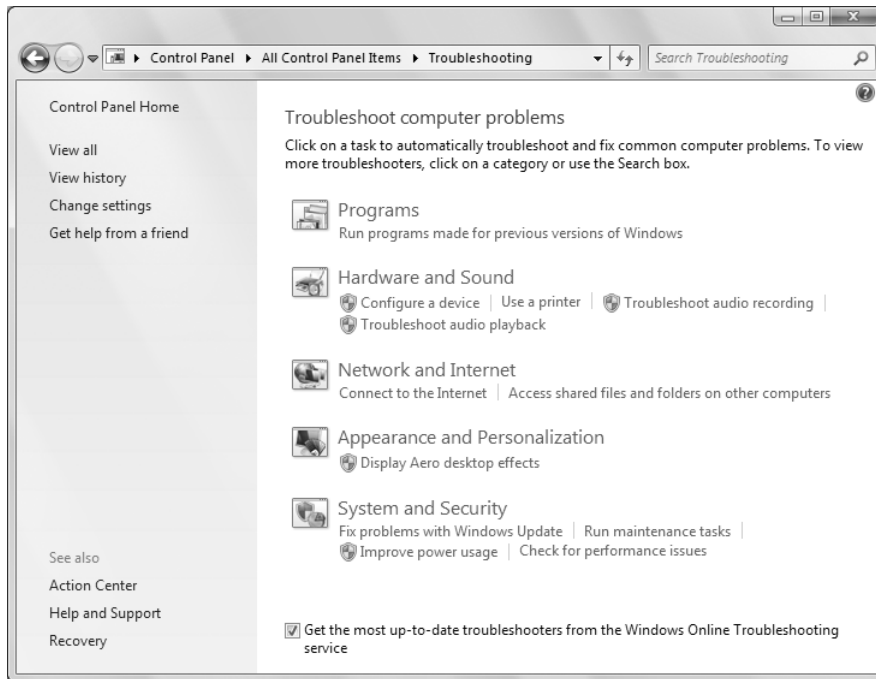 Control Panel ▸ All Control Panel Items ▸ Troubleshooting
Search Troubleshooting
Control Panel Home
View all
View history
Change settings
Get help from a friend
See also
Action Center
Help and Support
Recovery
Troubleshoot computer problems
Click on a task to automatically troubleshoot and fix common computer problems. To view
more troubleshooters, click on a category or use the Search box.
Programs
Run programs made for previous versions of Windows
Hardware and Sound
Configure a device | Use a printer | Troubleshoot audio recording |
Troubleshoot audio playback
Network and Internet
Connect to the Internet | Access shared files and folders on other computers
Appearance and Personalization
Display Aero desktop effects
System and Security
Fix problems with Windows Update | Run maintenance tasks |
Improve power usage | Check for performance issues
Get the most up-to-date troubleshooters from the Windows Online Troubleshooting
service